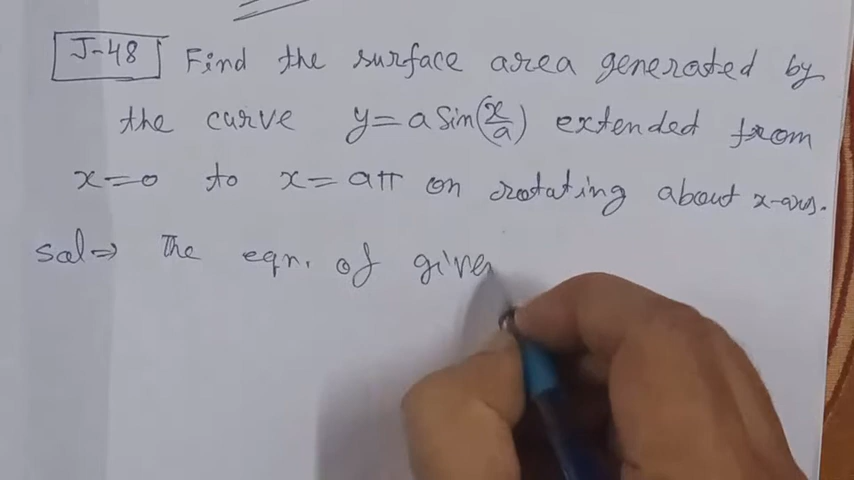 J-48 Find the surface area generated by
the curve y = a sin(x/a) extended from
x=0 to x = aπ on rotating about x-axis.
Sol⇒ The eqn. of given